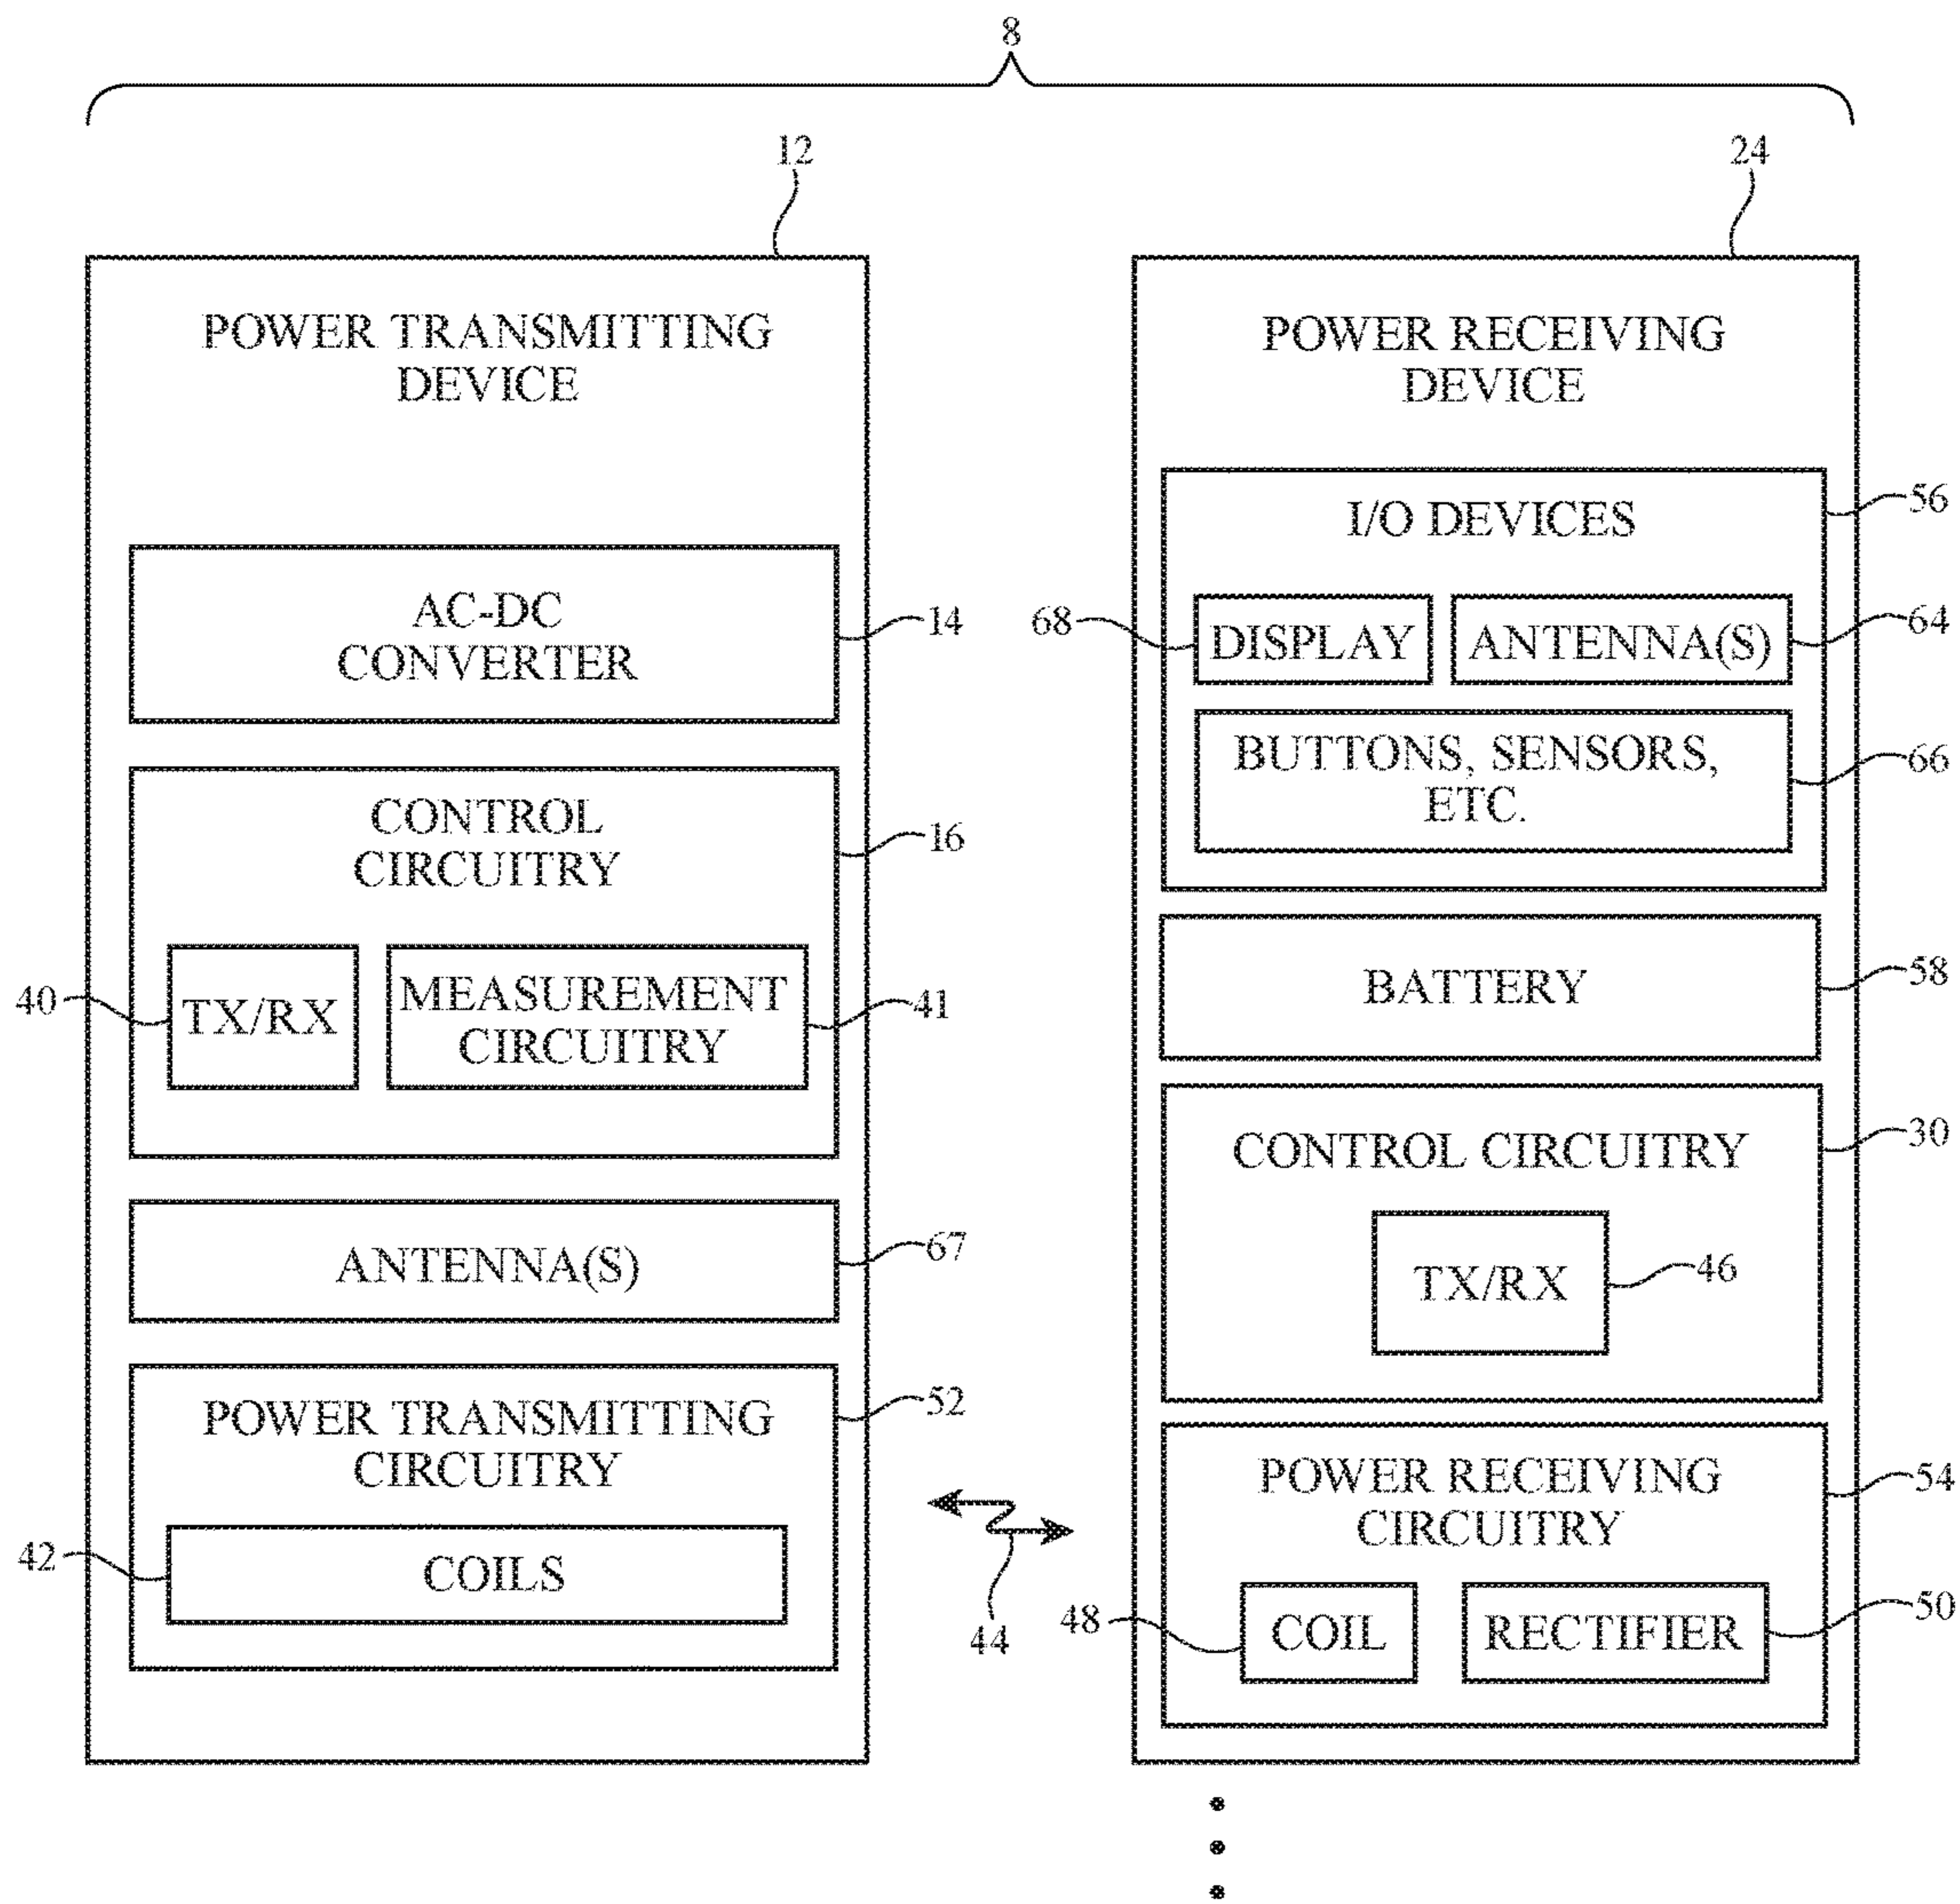 8
12
24
POWER TRANSMITTING
DEVICE
AC-DC
CONVERTER
14
CONTROL
CIRCUITRY
16
40
TX/RX
MEASUREMENT
CIRCUITRY
41
ANTENNA(S)
67
POWER TRANSMITTING
CIRCUITRY
52
42
COILS
44
POWER RECEIVING
DEVICE
I/O DEVICES
56
68
DISPLAY
ANTENNA(S)
64
BUTTONS, SENSORS,
ETC.
66
BATTERY
58
CONTROL CIRCUITRY
30
TX/RX
46
POWER RECEIVING
CIRCUITRY
54
48
COIL
RECTIFIER
50